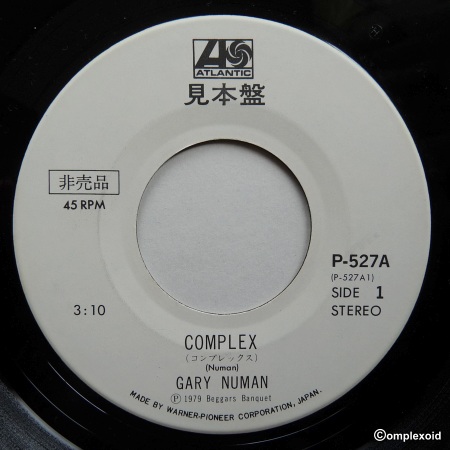 ATLANTIC
見本盤
非売品
45 RPM
P-527A
(P-527A1)
SIDE 1
3:10
STEREO
COMPLEX
(コンプレックス)
(Numan)
GARY NUMAN
Ⓟ 1979 Beggars Banquet
MADE BY WARNER-PIONEER CORPORATION, JAPAN.
©omplexoid